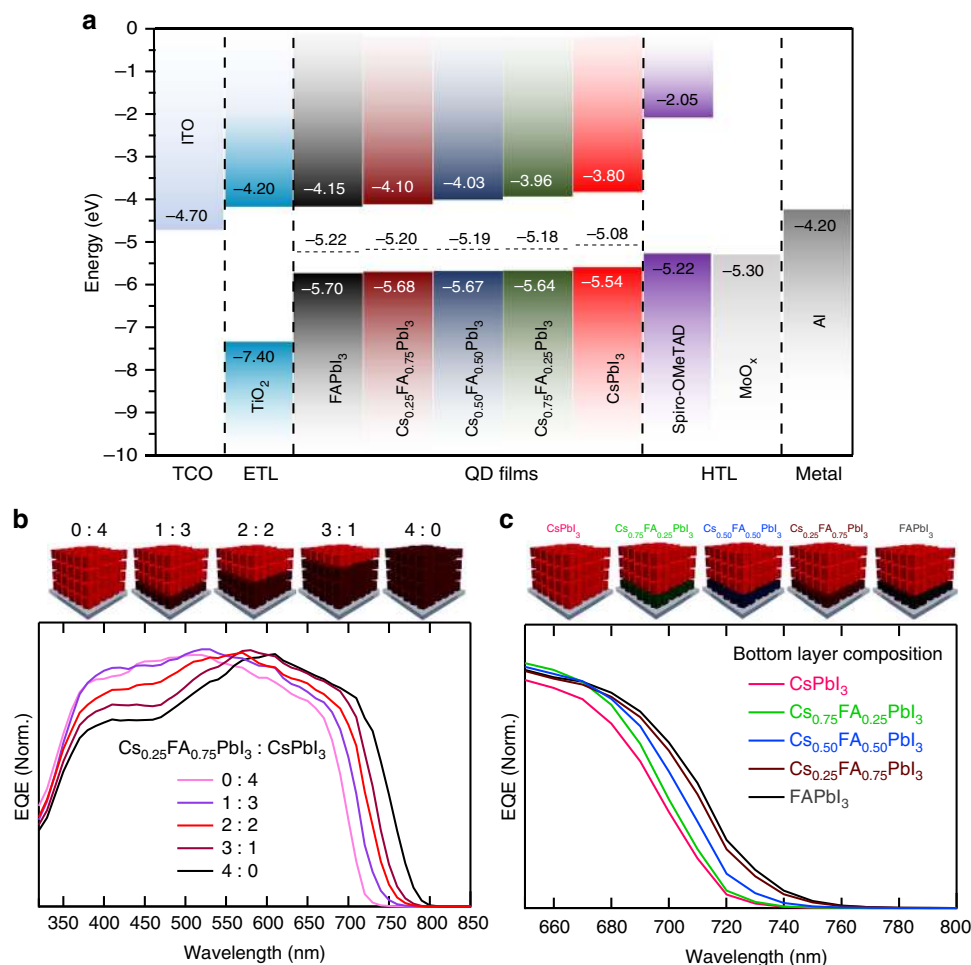 a
0
−1
−2
−3
−4
−5
−6
−7
−8
−9
−10
Energy (eV)
ITO
−4.70
−4.20
−7.40
TiO2
−4.15
−4.10
−4.03
−3.96
−3.80
−5.22
−5.20
−5.19
−5.18
−5.08
−5.70
−5.68
−5.67
−5.64
−5.54
FAPbI3
Cs0.25FA0.75PbI3
Cs0.50FA0.50PbI3
Cs0.75FA0.25PbI3
CsPbI3
−2.05
−5.22
Spiro-OMeTAD
−5.30
MoOx
−4.20
Al
TCO ETL QD films HTL Metal
b
0 : 4 1 : 3 2 : 2 3 : 1 4 : 0
EQE (Norm.)
Cs0.25FA0.75PbI3 : CsPbI3
0 : 4
1 : 3
2 : 2
3 : 1
4 : 0
350 400 450 500 550 600 650 700 750 800 850
Wavelength (nm)
c
CsPbI3 Cs0.75FA0.25PbI3 Cs0.50FA0.50PbI3 Cs0.25FA0.75PbI3 FAPbI3
EQE (Norm.)
Bottom layer composition
CsPbI3
Cs0.75FA0.25PbI3
Cs0.50FA0.50PbI3
Cs0.25FA0.75PbI3
FAPbI3
660 680 700 720 740 760 780 800
Wavelength (nm)